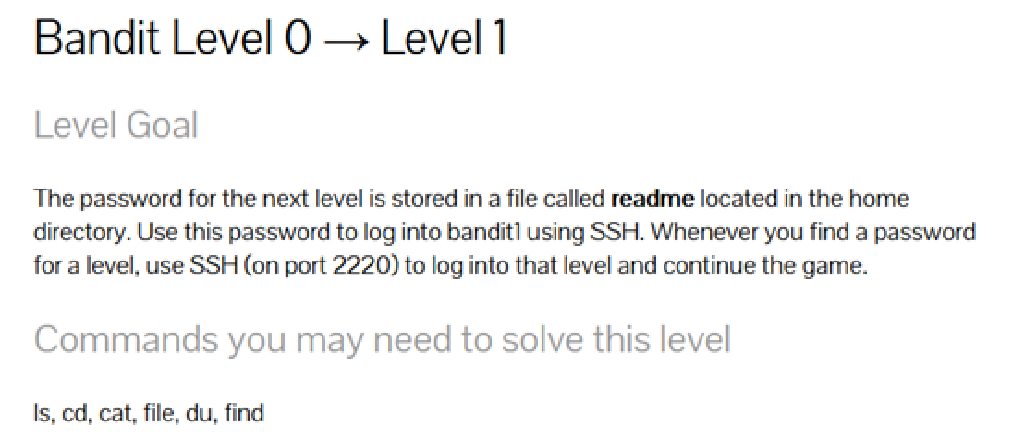 Bandit Level 0 → Level 1
Level Goal
The password for the next level is stored in a file called readme located in the home
directory. Use this password to log into bandit1 using SSH. Whenever you find a password
for a level, use SSH (on port 2220) to log into that level and continue the game.
Commands you may need to solve this level
ls, cd, cat, file, du, find